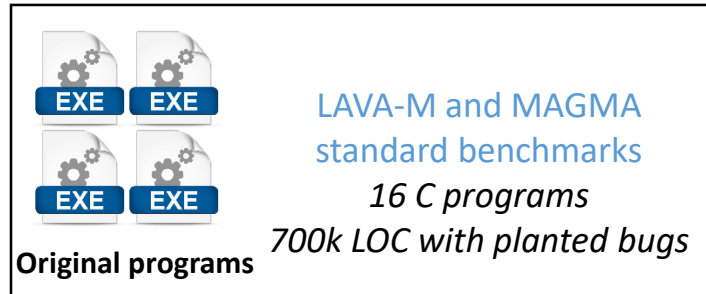 EXE EXE
EXE EXE
Original programs
LAVA-M and MAGMA
standard benchmarks
16 C programs
700k LOC with planted bugs